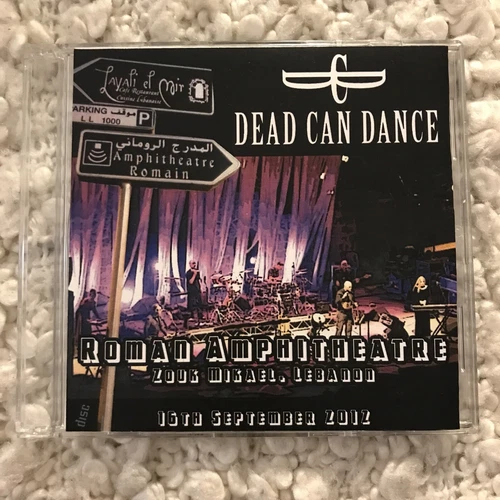 Layali el Mir
Cafe Restaurant
Cuisine Libanaise
PARKING موقف P
L.L 1000
المدرج الروماني
Amphitheatre
Romain
DEAD CAN DANCE
ROMAN AMPHITHEATRE
ZOUK MIKAEL, LEBANON
16TH SEPTEMBER 2012
disc